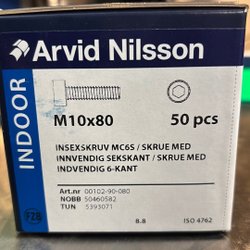 Arvid Nilsson
INDOOR
M10x80
50 pcs
INSEXSKRUV MC6S / SKRUE MED
INNVENDIG SEKSKANT / SKRUE MED
INDVENDIG 6-KANT
Art.nr 00102-90-080
NOBB 50460582
TUN 5393071
FZB
8.8
ISO 4762